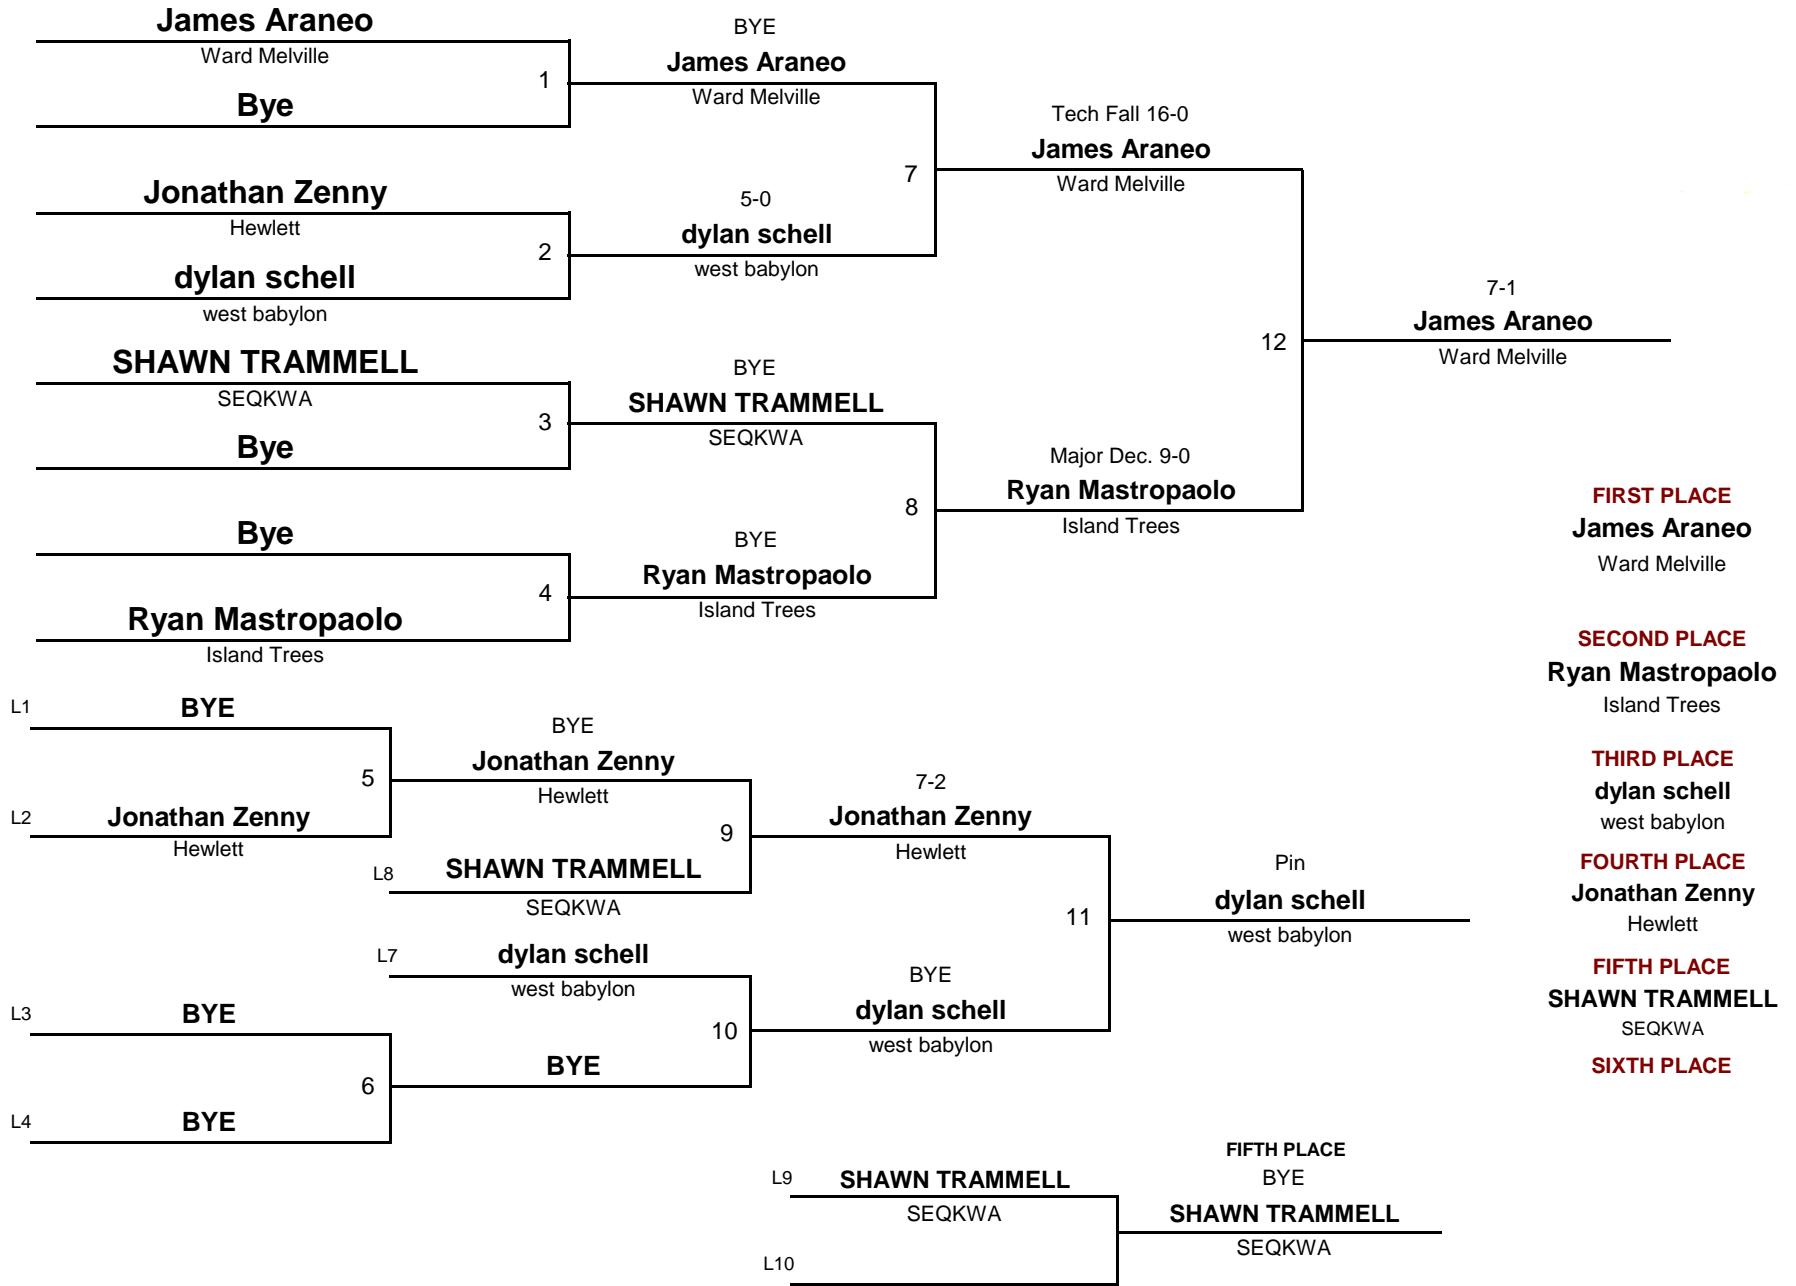 James Araneo
Ward Melville
1
Bye
BYE
James Araneo
Ward Melville
Jonathan Zenny
Hewlett
2
dylan schell
west babylon
5-0
dylan schell
west babylon
7
Tech Fall 16-0
James Araneo
Ward Melville
SHAWN TRAMMELL
SEQKWA
3
Bye
BYE
SHAWN TRAMMELL
SEQKWA
Bye
4
Ryan Mastropaolo
Island Trees
BYE
Ryan Mastropaolo
Island Trees
8
Major Dec. 9-0
Ryan Mastropaolo
Island Trees
12
7-1
James Araneo
Ward Melville
FIRST PLACE
James Araneo
Ward Melville
SECOND PLACE
Ryan Mastropaolo
Island Trees
THIRD PLACE
dylan schell
west babylon
FOURTH PLACE
Jonathan Zenny
Hewlett
FIFTH PLACE
SHAWN TRAMMELL
SEQKWA
SIXTH PLACE
L1
BYE
5
L2
Jonathan Zenny
Hewlett
BYE
Jonathan Zenny
Hewlett
9
L8
SHAWN TRAMMELL
SEQKWA
7-2
Jonathan Zenny
Hewlett
L7
dylan schell
west babylon
10
L3
BYE
6
L4
BYE
BYE
BYE
dylan schell
west babylon
11
Pin
dylan schell
west babylon
L9
SHAWN TRAMMELL
SEQKWA
L10
FIFTH PLACE
BYE
SHAWN TRAMMELL
SEQKWA